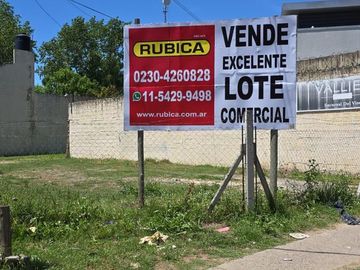 RUBICA
0230-4260828
11-5429-9498
www.rubica.com.ar
VENDE
EXCELENTE
LOTE
COMERCIAL